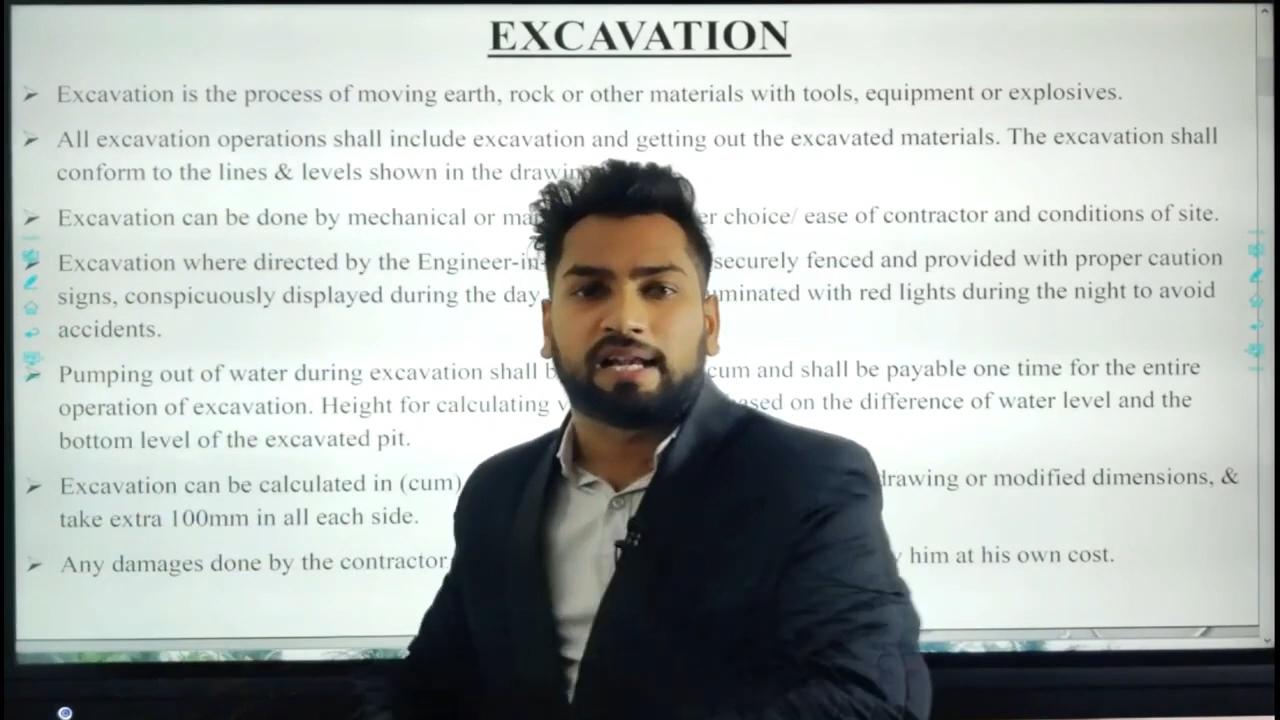 EXCAVATION
➢ Excavation is the process of moving earth, rock or other materials with tools, equipment or explosives.
➢ All excavation operations shall include excavation and getting out the excavated materials. The excavation shall
conform to the lines & levels shown in the
➢ Excavation can be done by mechanical or choice/ ease of contractor and conditions of site.
➢ Excavation where directed by the securely fenced and provided with proper caution
signs, conspicuously displayed during the day with red lights during the night to avoid
accidents.
➢ Pumping out of water during excavation shall cum and shall be payable one time for the entire
operation of excavation. Height for calculating on the difference of water level and the
bottom level of the excavated pit.
➢ Excavation can be calculated in (cum) drawing or modified dimensions, &
take extra 100mm in all each side.
➢ Any damages done by the contractor him at his own cost.